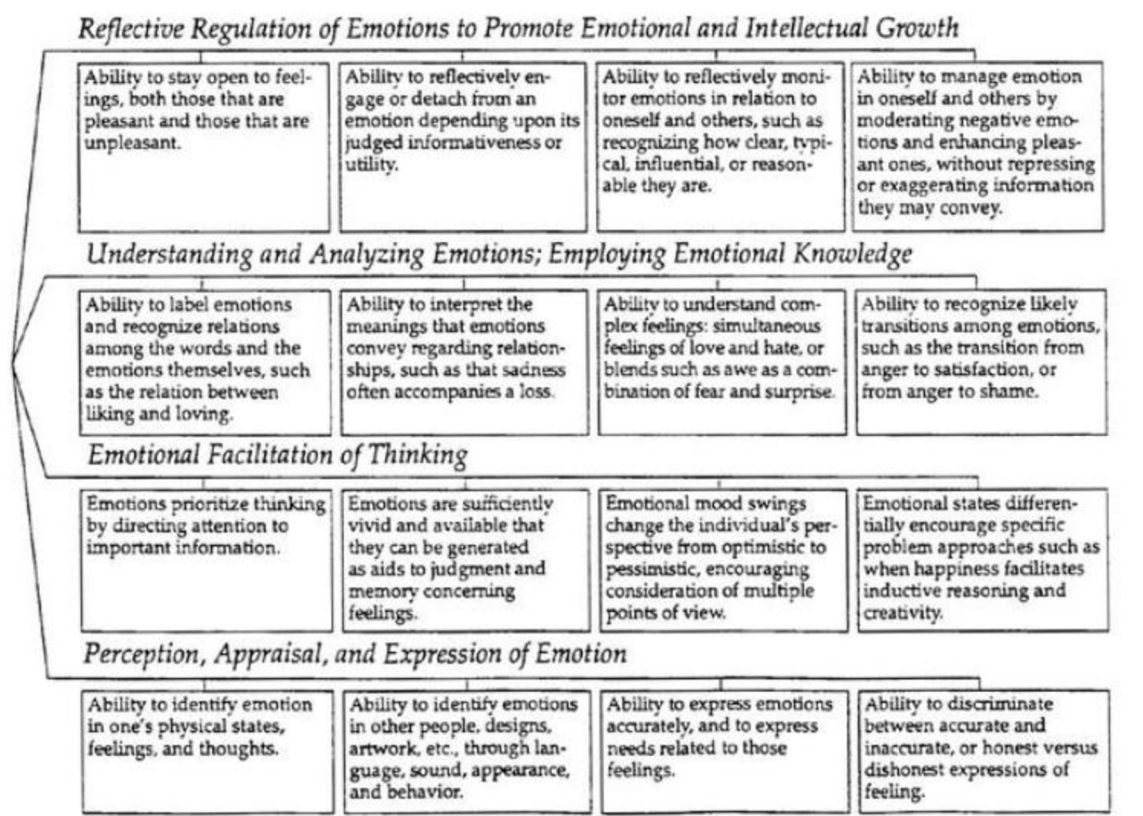 Reflective Regulation of Emotions to Promote Emotional and Intellectual Growth
Ability to stay open to feel-
ings, both those that are
pleasant and those that are
unpleasant.
Ability to reflectively en-
gage or detach from an
emotion depending upon its
judged informativeness or
utility.
Ability to reflectively moni-
tor emotions in relation to
oneself and others, such as
recognizing how clear, typi-
cal, influential, or reason-
able they are.
Ability to manage emotion
in oneself and others by
moderating negative emo-
tions and enhancing pleas-
ant ones, without repressing
or exaggerating information
they may convey.
Understanding and Analyzing Emotions; Employing Emotional Knowledge
Ability to label emotions
and recognize relations
among the words and the
emotions themselves, such
as the relation between
liking and loving.
Ability to interpret the
meanings that emotions
convey regarding relation-
ships, such as that sadness
often accompanies a loss.
Ability to understand com-
plex feelings: simultaneous
feelings of love and hate, or
blends such as awe as a com-
bination of fear and surprise.
Ability to recognize likely
transitions among emotions,
such as the transition from
anger to satisfaction, or
from anger to shame.
Emotional Facilitation of Thinking
Emotions prioritize thinking
by directing attention to
important information.
Emotions are sufficiently
vivid and available that
they can be generated
as aids to judgment and
memory concerning
feelings.
Emotional mood swings
change the individual's per-
spective from optimistic to
pessimistic, encouraging
consideration of multiple
points of view.
Emotional states differen-
tially encourage specific
problem approaches such as
when happiness facilitates
inductive reasoning and
creativity.
Perception, Appraisal, and Expression of Emotion
Ability to identify emotion
in one's physical states,
feelings, and thoughts.
Ability to identify emotions
in other people, designs,
artwork, etc., through lan-
guage, sound, appearance,
and behavior.
Ability to express emotions
accurately, and to express
needs related to those
feelings.
Ability to discriminate
between accurate and
inaccurate, or honest versus
dishonest expressions of
feeling.